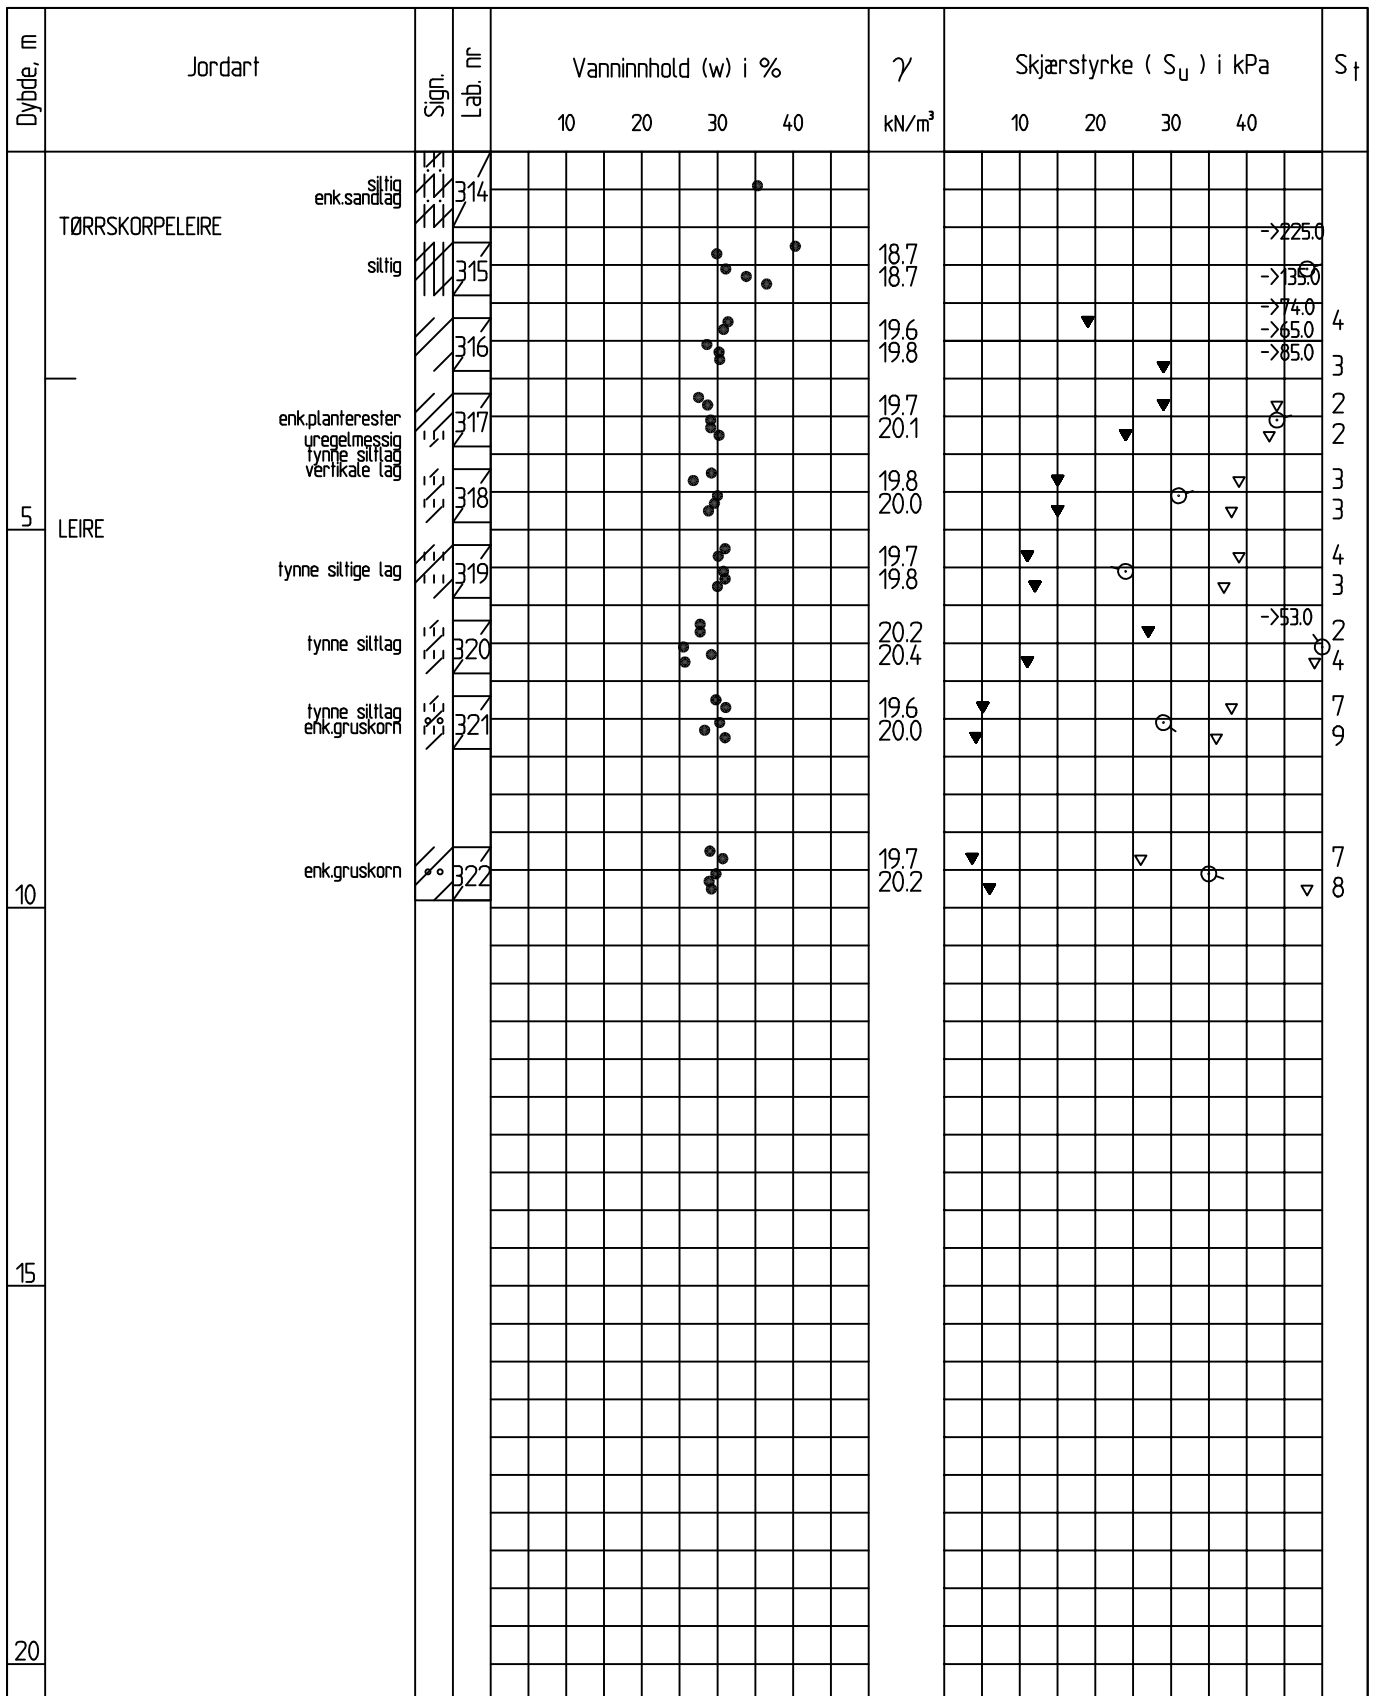 Dybde, m
Jordart
Sign.
Lab. nr
Vanninnhold (w) i %
10 20 30 40
γ
kN/m³
Skjærstyrke ( Su ) i kPa
10 20 30 40
St
siltig
enk.sandlag
314
TØRRSKORPELEIRE
->225.0
siltig
315
18.7
18.7
->135.0
->74.0
316
19.6
->65.0
4
19.8
->85.0
3
enk.planterester
317
19.7
2
uregelmessig
20.1
2
tynne siltlag
vertikale lag
318
19.8
3
20.0
3
5
LEIRE
tynne siltige lag
319
19.7
4
19.8
3
->53.0
tynne siltlag
320
20.2
2
20.4
4
tynne siltlag
321
19.6
7
enk.gruskorn
20.0
9
enk.gruskorn
322
19.7
7
20.2
8
10
15
20